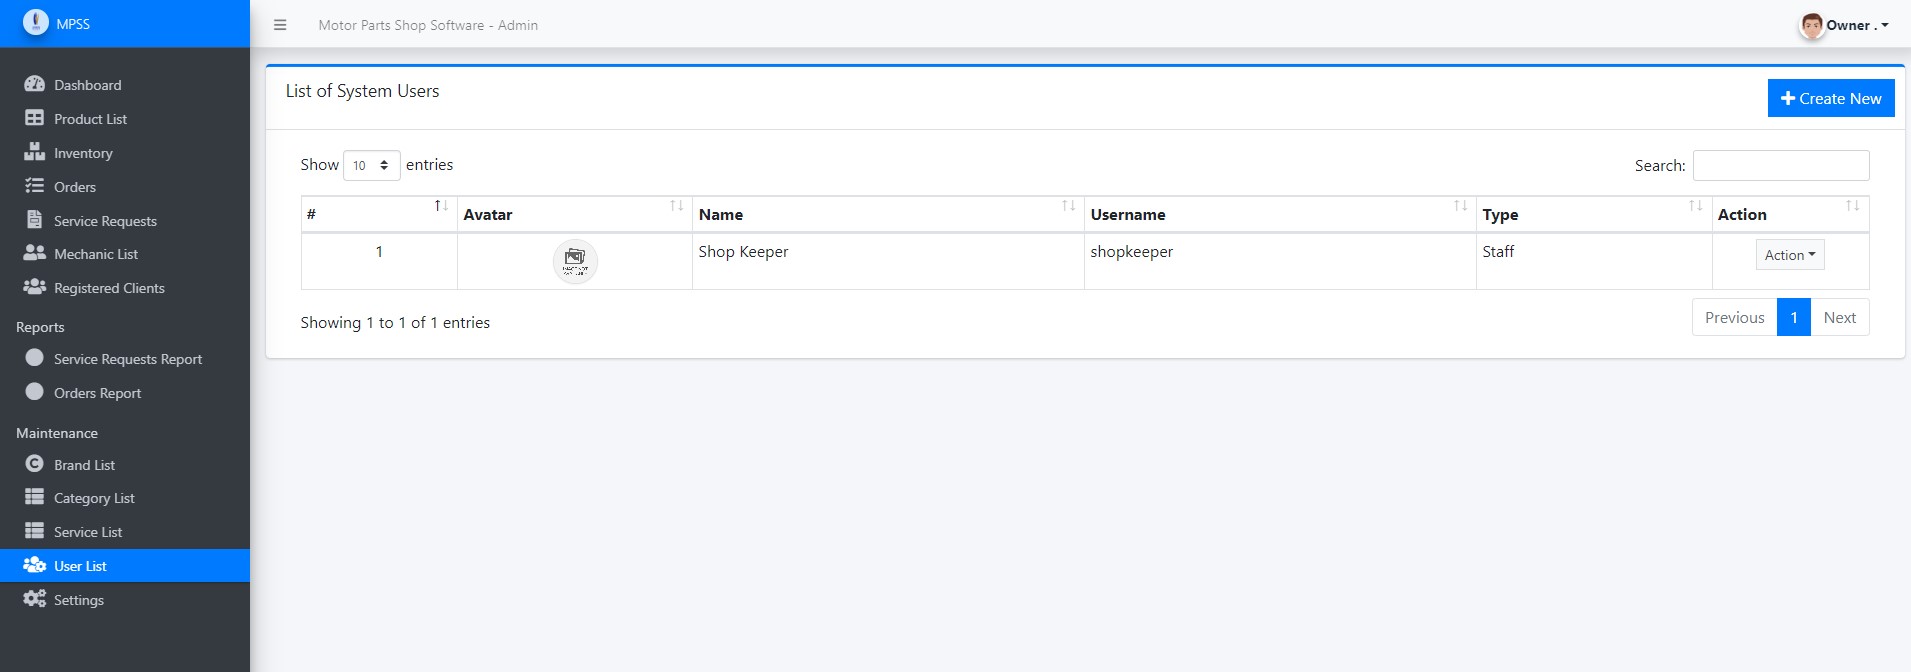 MPSS
Motor Parts Shop Software - Admin
Owner .
Dashboard
Product List
Inventory
Orders
Service Requests
Mechanic List
Registered Clients
Reports
Service Requests Report
Orders Report
Maintenance
Brand List
Category List
Service List
User List
Settings
List of System Users
Create New
Show 10 entries
Search:
# Avatar Name Username Type Action
1 Shop Keeper shopkeeper Staff Action
Showing 1 to 1 of 1 entries
Previous 1 Next